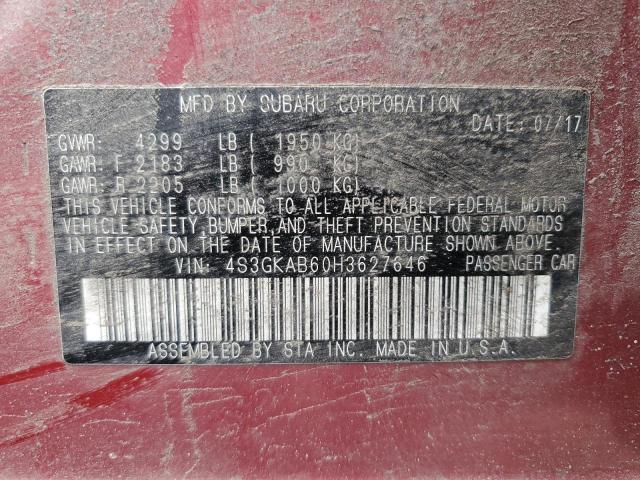 MFD BY SUBARU CORPORATION
DATE: 07/17
GVWR: 4299 LB ( 1950 KG)
GAWR: F 2183 LB ( 990 KG)
GAWR: R 2205 LB ( 1000 KG)
THIS VEHICLE CONFORMS TO ALL APPLICABLE FEDERAL MOTOR
VEHICLE SAFETY BUMPER, AND THEFT PREVENTION STANDARDS
IN EFFECT ON THE DATE OF MANUFACTURE SHOWN ABOVE.
VIN: 4S3GKAB60H3627646 PASSENGER CAR
ASSEMBLED BY SIA INC. MADE IN U.S.A.